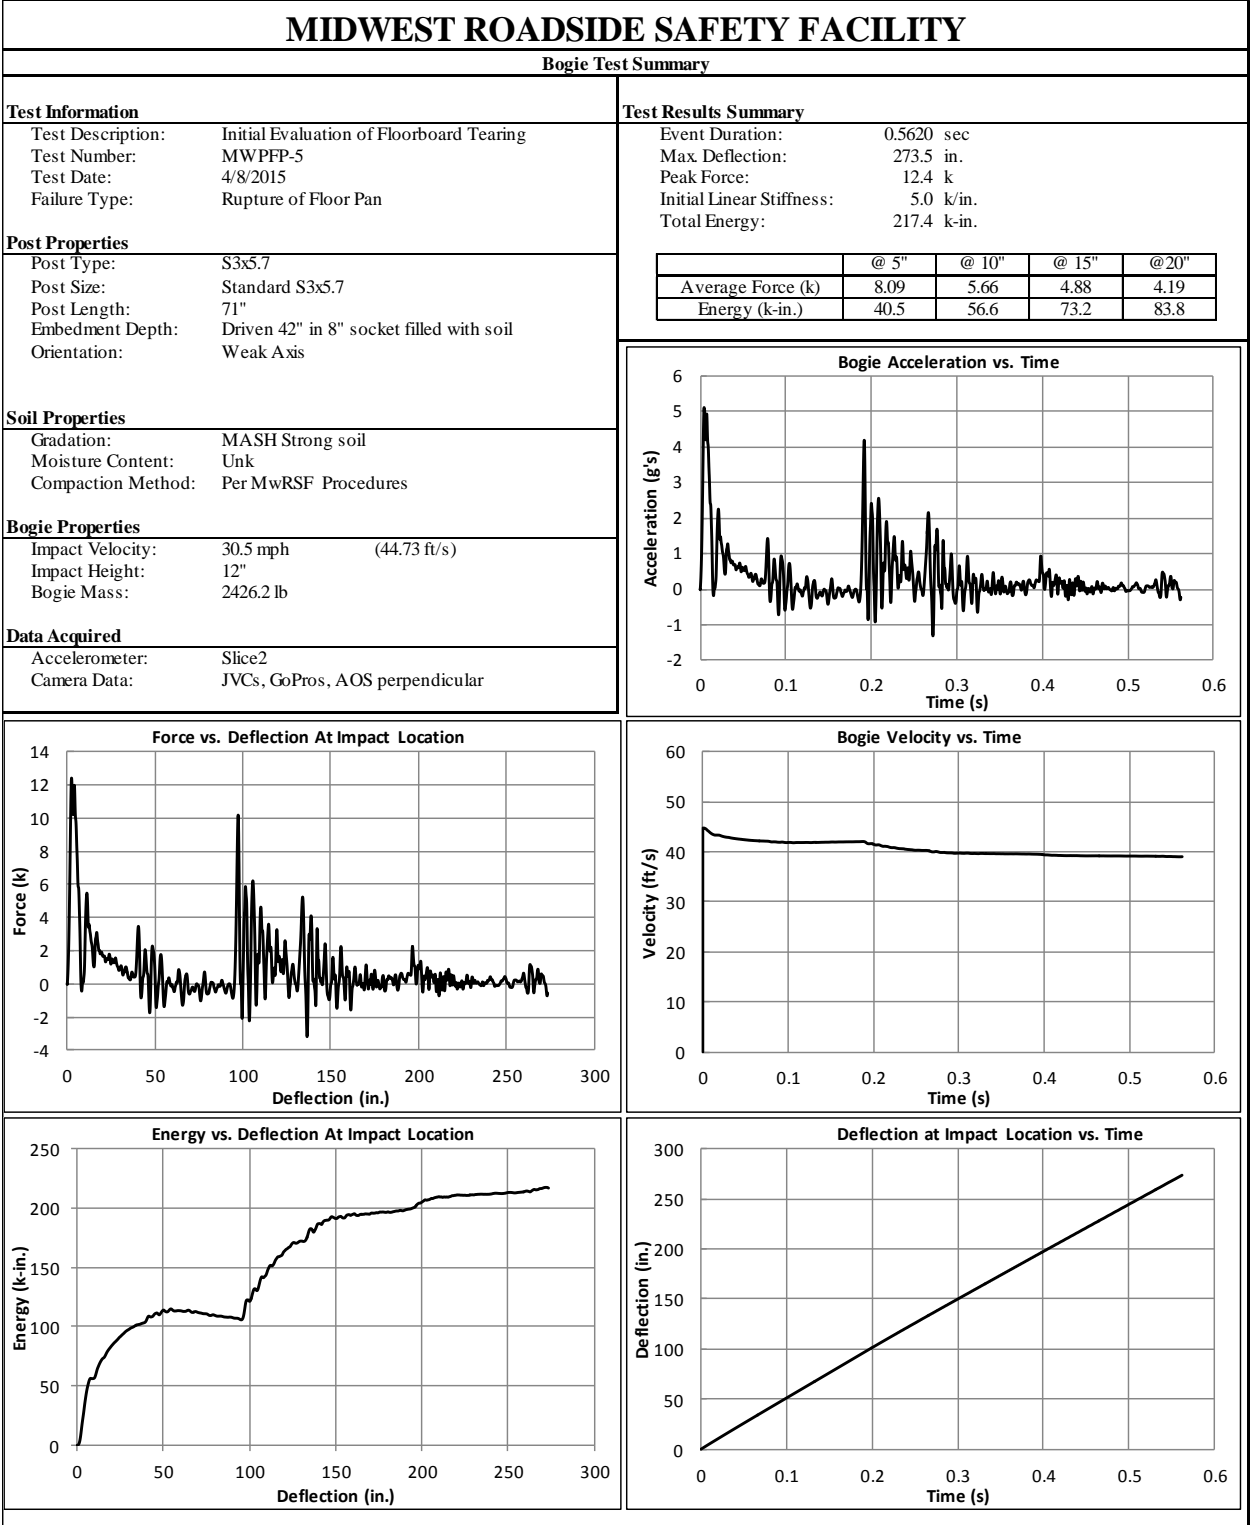 MIDWEST ROADSIDE SAFETY FACILITY
Bogie Test Summary
Test Information
Test Description: Initial Evaluation of Floorboard Tearing
Test Number: MWPFP-5
Test Date: 4/8/2015
Failure Type: Rupture of Floor Pan
Post Properties
Post Type: S3x5.7
Post Size: Standard S3x5.7
Post Length: 71"
Embedment Depth: Driven 42" in 8" socket filled with soil
Orientation: Weak Axis
Soil Properties
Gradation: MASH Strong soil
Moisture Content: Unk
Compaction Method: Per MwRSF Procedures
Bogie Properties
Impact Velocity: 30.5 mph (44.73 ft/s)
Impact Height: 12"
Bogie Mass: 2426.2 lb
Data Acquired
Accelerometer: Slice2
Camera Data: JVCs, GoPros, AOS perpendicular
Test Results Summary
Event Duration: 0.5620 sec
Max. Deflection: 273.5 in.
Peak Force: 12.4 k
Initial Linear Stiffness: 5.0 k/in.
Total Energy: 217.4 k-in.
@ 5" @ 10" @ 15" @20"
Average Force (k) 8.09 5.66 4.88 4.19
Energy (k-in.) 40.5 56.6 73.2 83.8
Bogie Acceleration vs. Time
6
5
4
3
2
1
0
-1
-2
Acceleration (g's)
0 0.1 0.2 0.3 0.4 0.5 0.6
Time (s)
Force vs. Deflection At Impact Location
14
12
10
8
6
4
2
0
-2
-4
Force (k)
0 50 100 150 200 250 300
Deflection (in.)
Bogie Velocity vs. Time
60
50
40
30
20
10
0
Velocity (ft/s)
0 0.1 0.2 0.3 0.4 0.5 0.6
Time (s)
Energy vs. Deflection At Impact Location
250
200
150
100
50
0
Energy (k-in.)
0 50 100 150 200 250 300
Deflection (in.)
Deflection at Impact Location vs. Time
300
250
200
150
100
50
0
Deflection (in.)
0 0.1 0.2 0.3 0.4 0.5 0.6
Time (s)